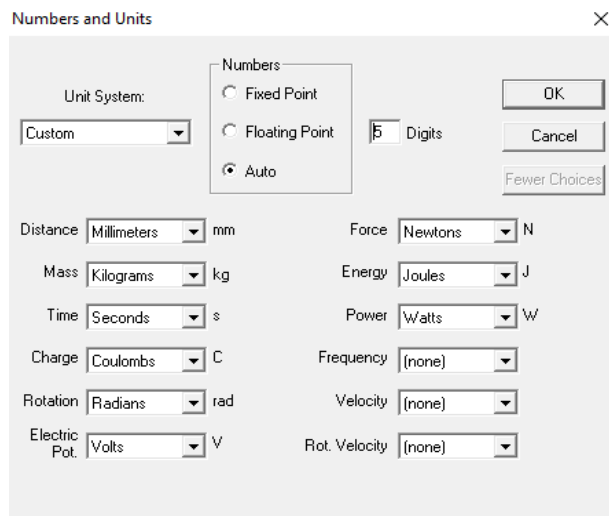 Numbers and Units
Numbers
Unit System:
Custom
Fixed Point
Floating Point
Auto
5 Digits
OK
Cancel
Fewer Choices
Distance Millimeters mm
Mass Kilograms kg
Time Seconds s
Charge Coulombs C
Rotation Radians rad
Electric
Pot. Volts V
Force Newtons N
Energy Joules J
Power Watts W
Frequency (none)
Velocity (none)
Rot. Velocity (none)